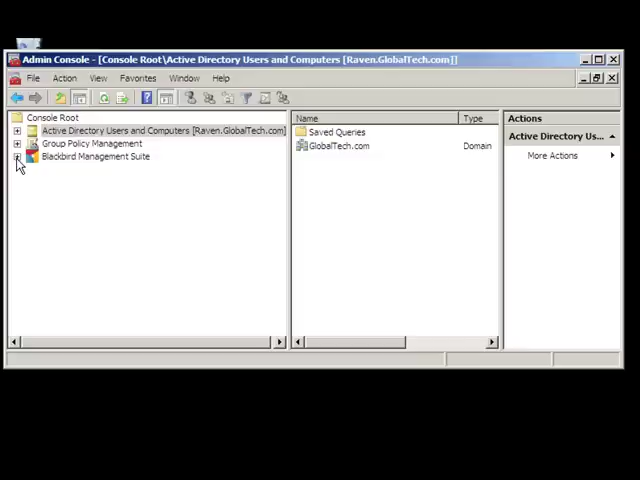 Admin Console - [Console Root\Active Directory Users and Computers [Raven.GlobalTech.com]]
File Action View Favorites Window Help
Console Root
Active Directory Users and Computers [Raven.GlobalTech.com]
Group Policy Management
Blackbird Management Suite
Name Type
Saved Queries
GlobalTech.com Domain
Actions
Active Directory Us...
More Actions